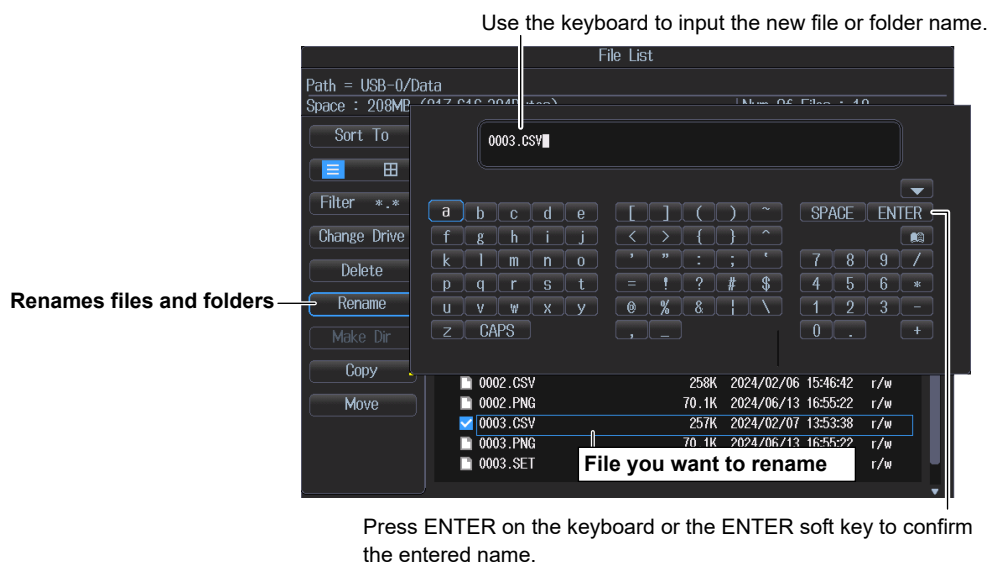 Use the keyboard to input the new file or folder name.
File List
Path = USB-0/Data
Space : 208MB
Num Of Files :
Sort To
0003.CSV
Filter *.*
a b c d e [ ] ( ) ~ SPACE ENTER
Change Drive
f g h i j < > { } ^
k l m n o ' " : ; ` 7 8 9 /
Delete
p q r s t = ! ? # $ 4 5 6 *
Renames files and folders
Rename
u v w x y @ % & ¦ \ 1 2 3 -
Make Dir
z CAPS , _ 0 . +
Copy
0002.CSV 258K 2024/02/06 15:46:42 r/w
Move
0002.PNG 70.1K 2024/06/13 16:55:22 r/w
0003.CSV 257K 2024/02/07 13:53:38 r/w
0003.PNG 70.1K 2024/06/13 16:55:22 r/w
0003.SET r/w
File you want to rename
Press ENTER on the keyboard or the ENTER soft key to confirm
the entered name.